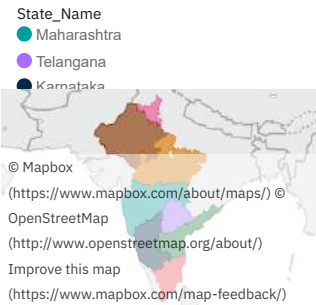 State_Name
Maharashtra
Telangana
Karnataka
© Mapbox
(https://www.mapbox.com/about/maps/) ©
OpenStreetMap
(http://www.openstreetmap.org/about/)
Improve this map
(https://www.mapbox.com/map-feedback/)